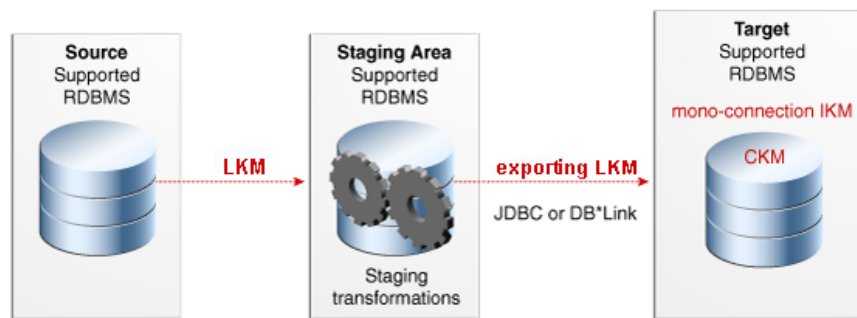 Source
Supported
RDBMS
LKM
Staging Area
Supported
RDBMS
Staging
transformations
exporting LKM
JDBC or DB*Link
Target
Supported
RDBMS
mono-connection IKM
CKM